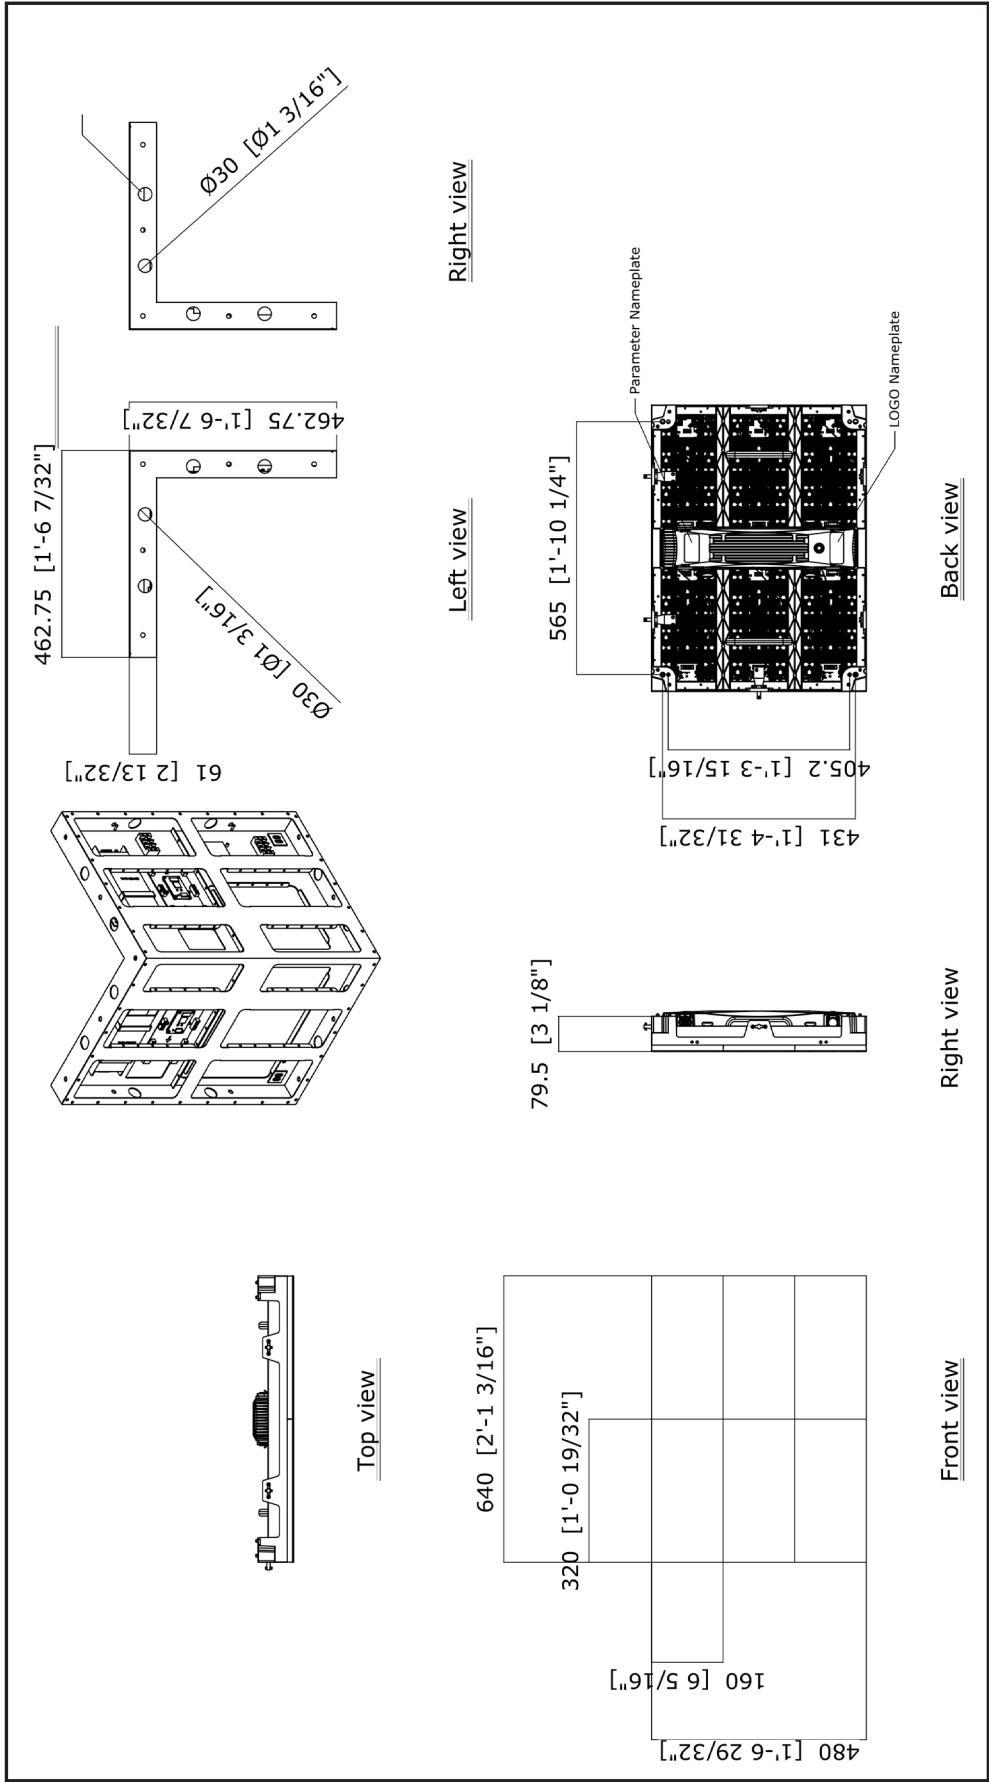 462.75 [1'-6 7/32"]
462.75 [1'-6 7/32"]
61 [2 13/32"]
Ø30 [Ø1 3/16"]
Left view
Ø30 [Ø1 3/16"]
Right view
Top view
640 [2'-1 3/16"]
320 [1'-0 19/32"]
160 [6 5/16"]
480 [1'-6 29/32"]
Front view
79.5 [3 1/8"]
Right view
565 [1'-10 1/4"]
405.2 [1'-3 15/16"]
431 [1'-4 31/32"]
Parameter Nameplate
LOGO Nameplate
Back view